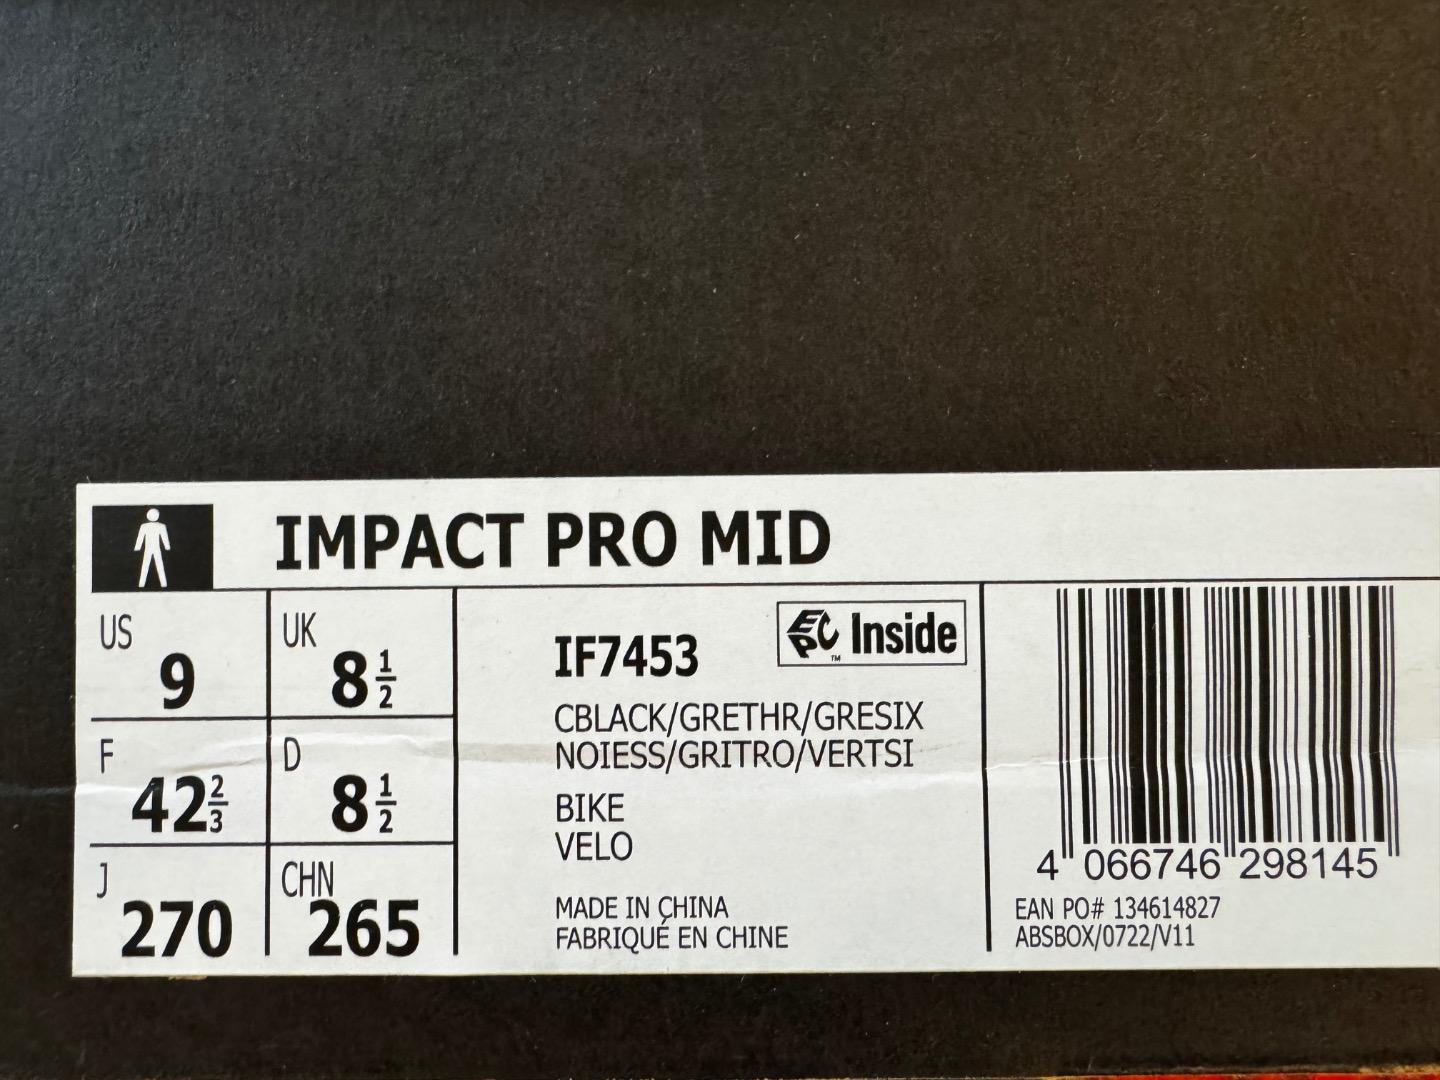 IMPACT PRO MID
US
9
UK
8 1/2
F
42 2/3
D
8 1/2
J
270
CHN
265
IF7453
EPC Inside
TM
CBLACK/GRETHR/GRESIX
NOIESS/GRITRO/VERTSI
BIKE
VELO
MADE IN CHINA
FABRIQUÉ EN CHINE
4 066746 298145
EAN PO# 134614827
ABSBOX/0722/V11